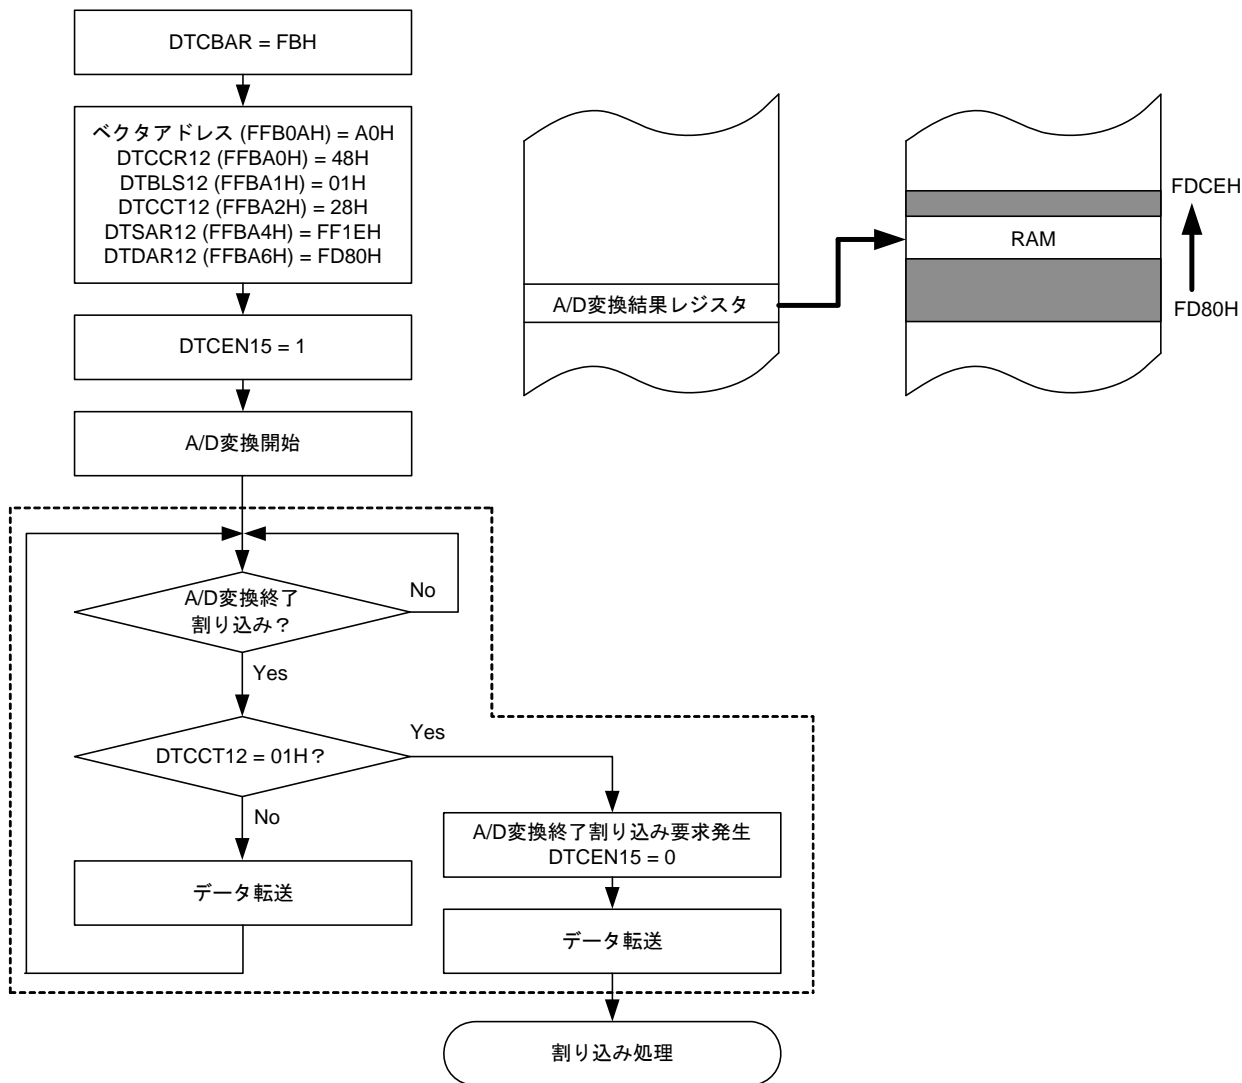 DTCBAR = FBH
ベクタアドレス (FFB0AH) = A0H
DTCCR12 (FFBA0H) = 48H
DTBLS12 (FFBA1H) = 01H
DTCCT12 (FFBA2H) = 28H
DTSAR12 (FFBA4H) = FF1EH
DTDAR12 (FFBA6H) = FD80H
DTCEN15 = 1
A/D変換開始
A/D変換終了
割り込み？
No
Yes
DTCCT12 = 01H？
Yes
No
データ転送
A/D変換終了割り込み要求発生
DTCEN15 = 0
データ転送
割り込み処理
A/D変換結果レジスタ
RAM
FDCEH
FD80H